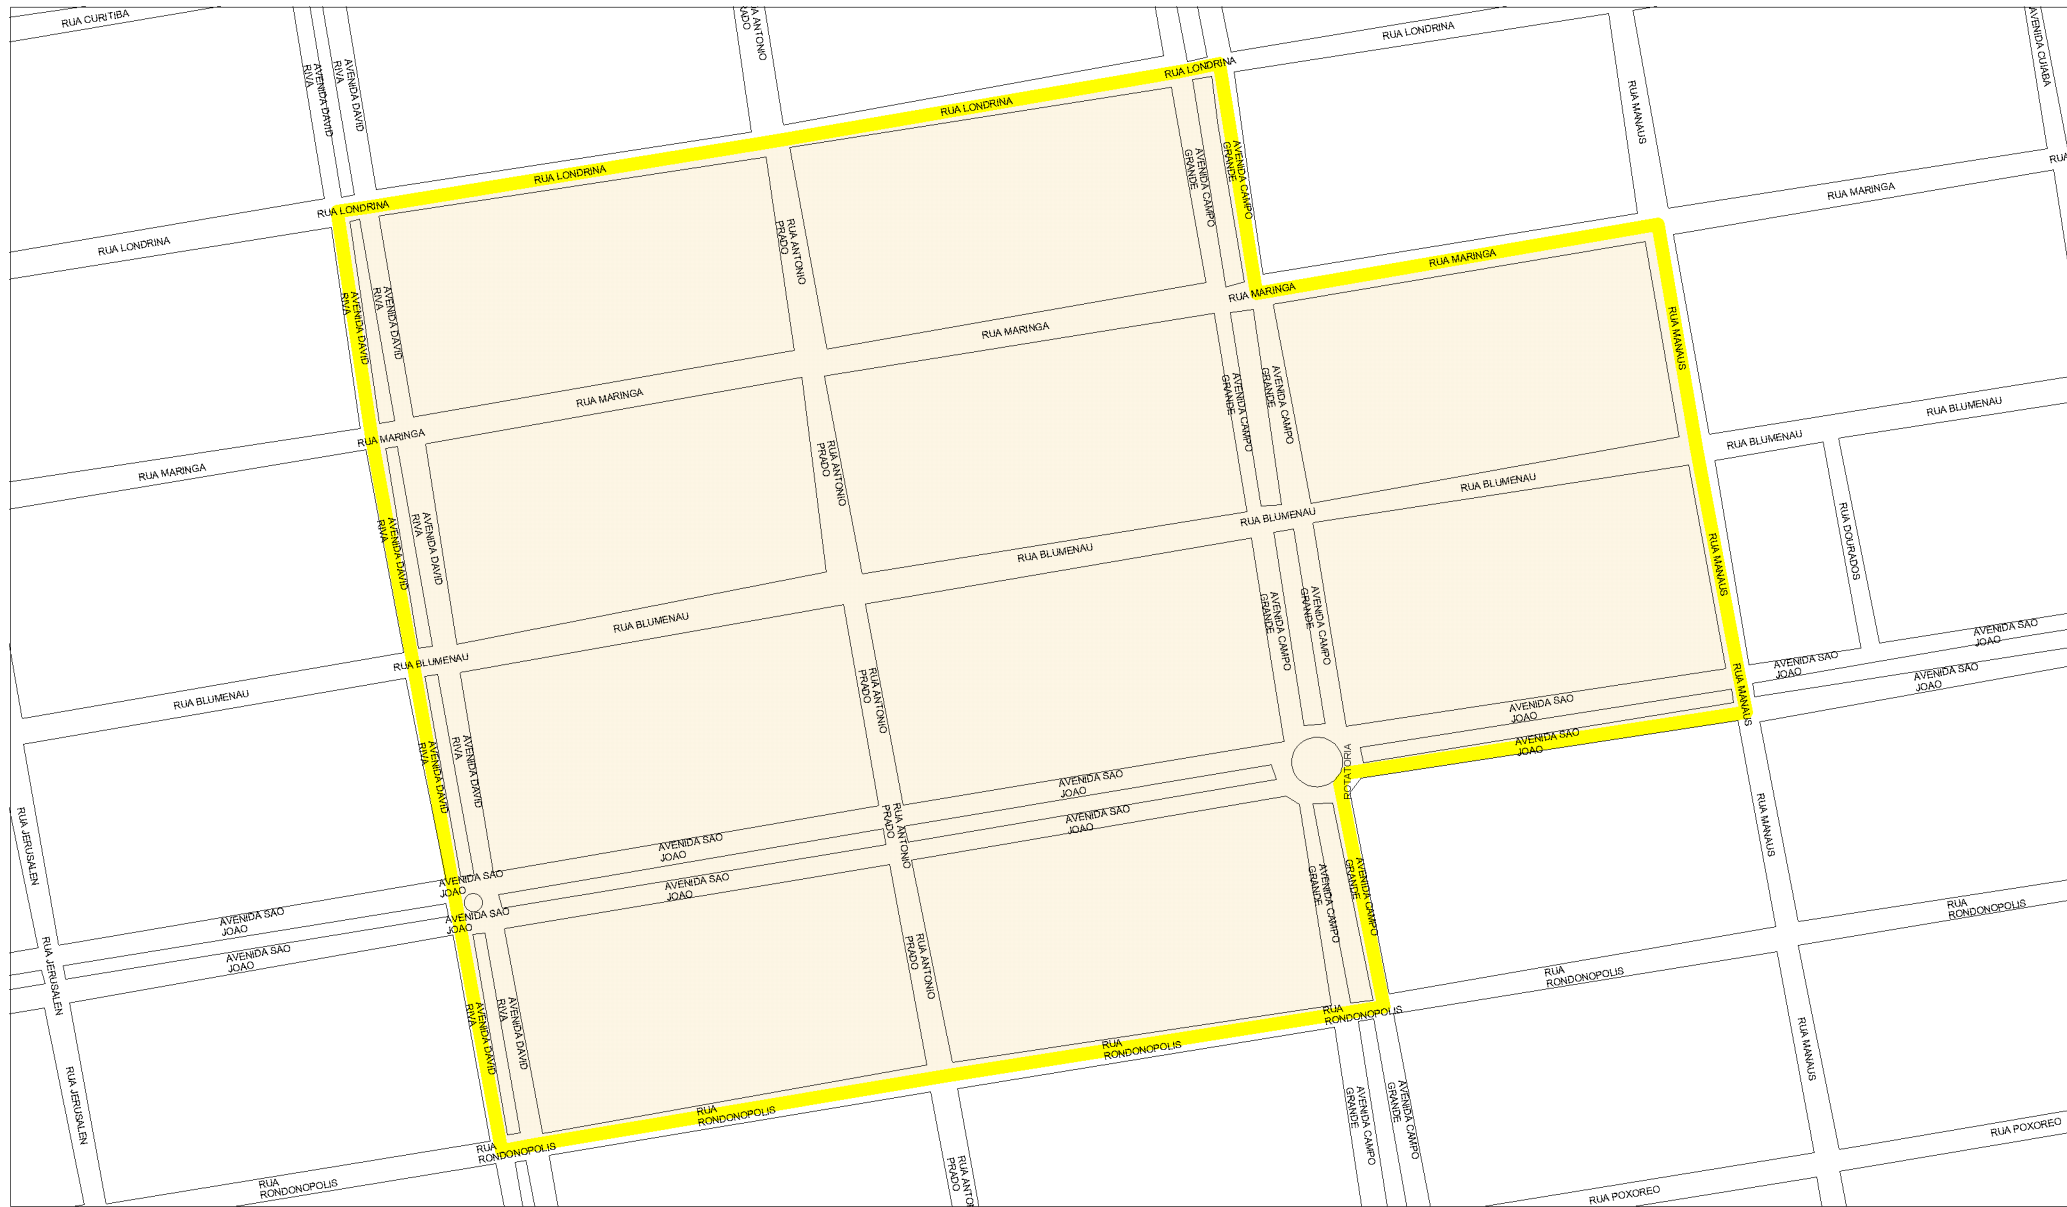 RUA CURITIBA
AVENIDA DAVID
RIVA
AVENIDA DAVID
RIVA
PRADO
RUA LONDRINA
RUA LONDRINA
AVENIDA CUIABA
RUA MANAUS
RUA LONDRINA
RUA LONDRINA
RUA LONDRINA
RUA LONDRINA
AVENIDA CAMPO
GRANDE
AVENIDA CAMPO
GRANDE
RUA MARINGA
RUA ANTONIO
PRADO
RUA MARINGA
RUA MARINGA
AVENIDA DAVID
RIVA
AVENIDA DAVID
RIVA
RUA MARINGA
RUA MANAUS
RUA MARINGA
AVENIDA CAMPO
GRANDE
AVENIDA CAMPO
GRANDE
RUA MARINGA
RUA MARINGA
RUA BLUMENAU
RUA BLUMENAU
RUA ANTONIO
PRADO
RUA BLUMENAU
RUA BLUMENAU
RUA BLUMENAU
AVENIDA DAVID
RIVA
AVENIDA DAVID
RIVA
RUA MANAUS
RUA DOURADOS
AVENIDA CAMPO
GRANDE
AVENIDA CAMPO
GRANDE
RUA BLUMENAU
RUA BLUMENAU
RUA BLUMENAU
AVENIDA SAO
JOAO
AVENIDA SAO
JOAO
AVENIDA SAO
JOAO
RUA MANAUS
RUA ANTONIO
PRADO
AVENIDA SAO
JOAO
AVENIDA SAO
JOAO
ROTATORIA
AVENIDA DAVID
RIVA
AVENIDA DAVID
RIVA
AVENIDA SAO
JOAO
AVENIDA SAO
JOAO
RUA ANTONIO
PRADO
AVENIDA SAO
JOAO
AVENIDA SAO
JOAO
AVENIDA SAO
JOAO
AVENIDA SAO
JOAO
AVENIDA SAO
JOAO
AVENIDA SAO
JOAO
RUA JERUSALEN
RUA JERUSALEN
RUA MANAUS
AVENIDA CAMPO
GRANDE
AVENIDA CAMPO
GRANDE
RUA
RONDONOPOLIS
RUA
RONDONOPOLIS
RUA ANTONIO
PRADO
AVENIDA DAVID
RIVA
AVENIDA DAVID
RIVA
RUA
RONDONOPOLIS
RUA
RONDONOPOLIS
RUA MANAUS
RUA JERUSALEN
RUA
RONDONOPOLIS
RUA
RONDONOPOLIS
AVENIDA CAMPO
GRANDE
AVENIDA CAMPO
GRANDE
RUA POXOREO
RUA
RONDONOPOLIS
PRADO
RUA POXOREO